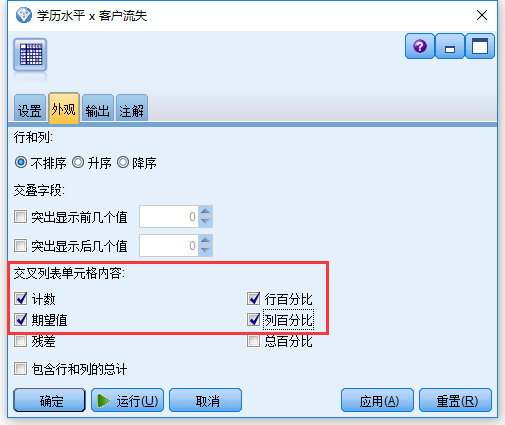 学历水平 x 客户流失
设置 外观 输出 注解
行和列:
不排序 升序 降序
交叠字段:
突出显示前几个值 0
突出显示后几个值 0
交叉列表单元格内容:
计数 行百分比
期望值 列百分比
残差 总百分比
包含行和列的总计
确定 运行(U) 取消 应用(A) 重置(R)